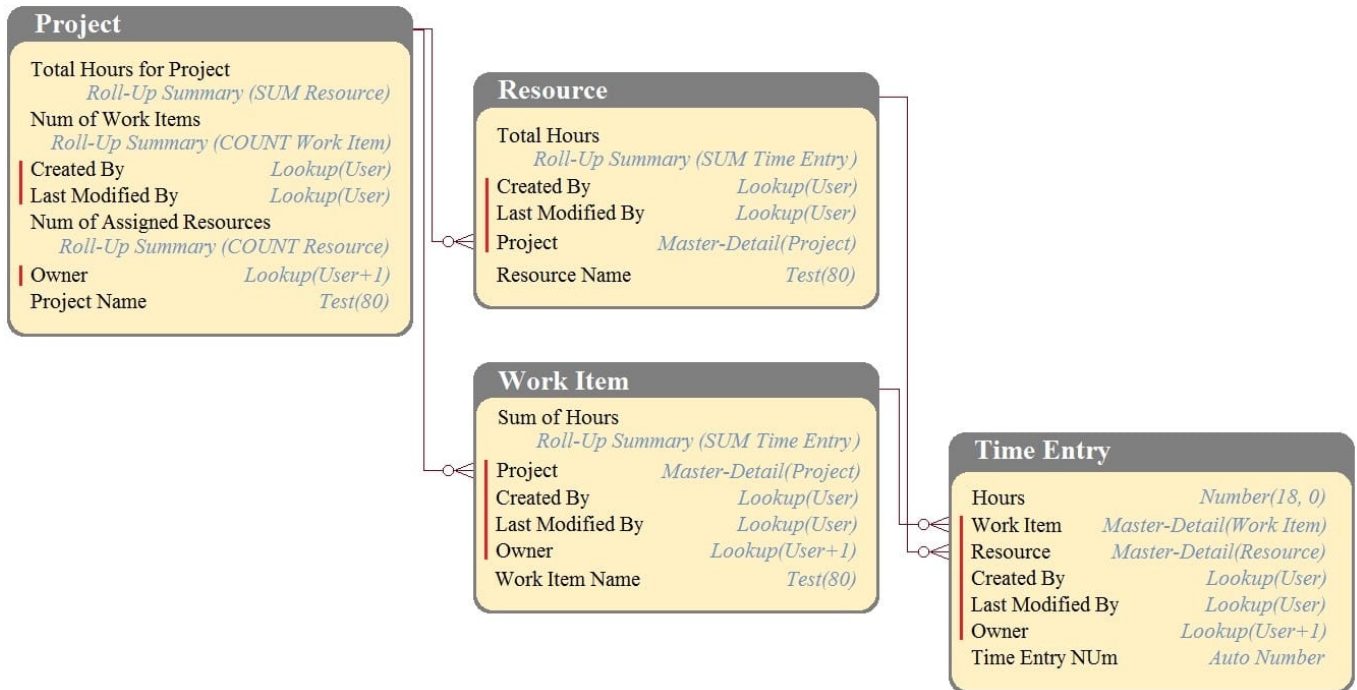 Project
Total Hours for Project
Roll-Up Summary (SUM Resource)
Num of Work Items
Roll-Up Summary (COUNT Work Item)
Created By Lookup(User)
Last Modified By Lookup(User)
Num of Assigned Resources
Roll-Up Summary (COUNT Resource)
Owner Lookup(User+1)
Project Name Test(80)
Resource
Total Hours
Roll-Up Summary (SUM Time Entry)
Created By Lookup(User)
Last Modified By Lookup(User)
Project Master-Detail(Project)
Resource Name Test(80)
Work Item
Sum of Hours
Roll-Up Summary (SUM Time Entry)
Project Master-Detail(Project)
Created By Lookup(User)
Last Modified By Lookup(User)
Owner Lookup(User+1)
Work Item Name Test(80)
Time Entry
Hours Number(18, 0)
Work Item Master-Detail(Work Item)
Resource Master-Detail(Resource)
Created By Lookup(User)
Last Modified By Lookup(User)
Owner Lookup(User+1)
Time Entry NUm Auto Number